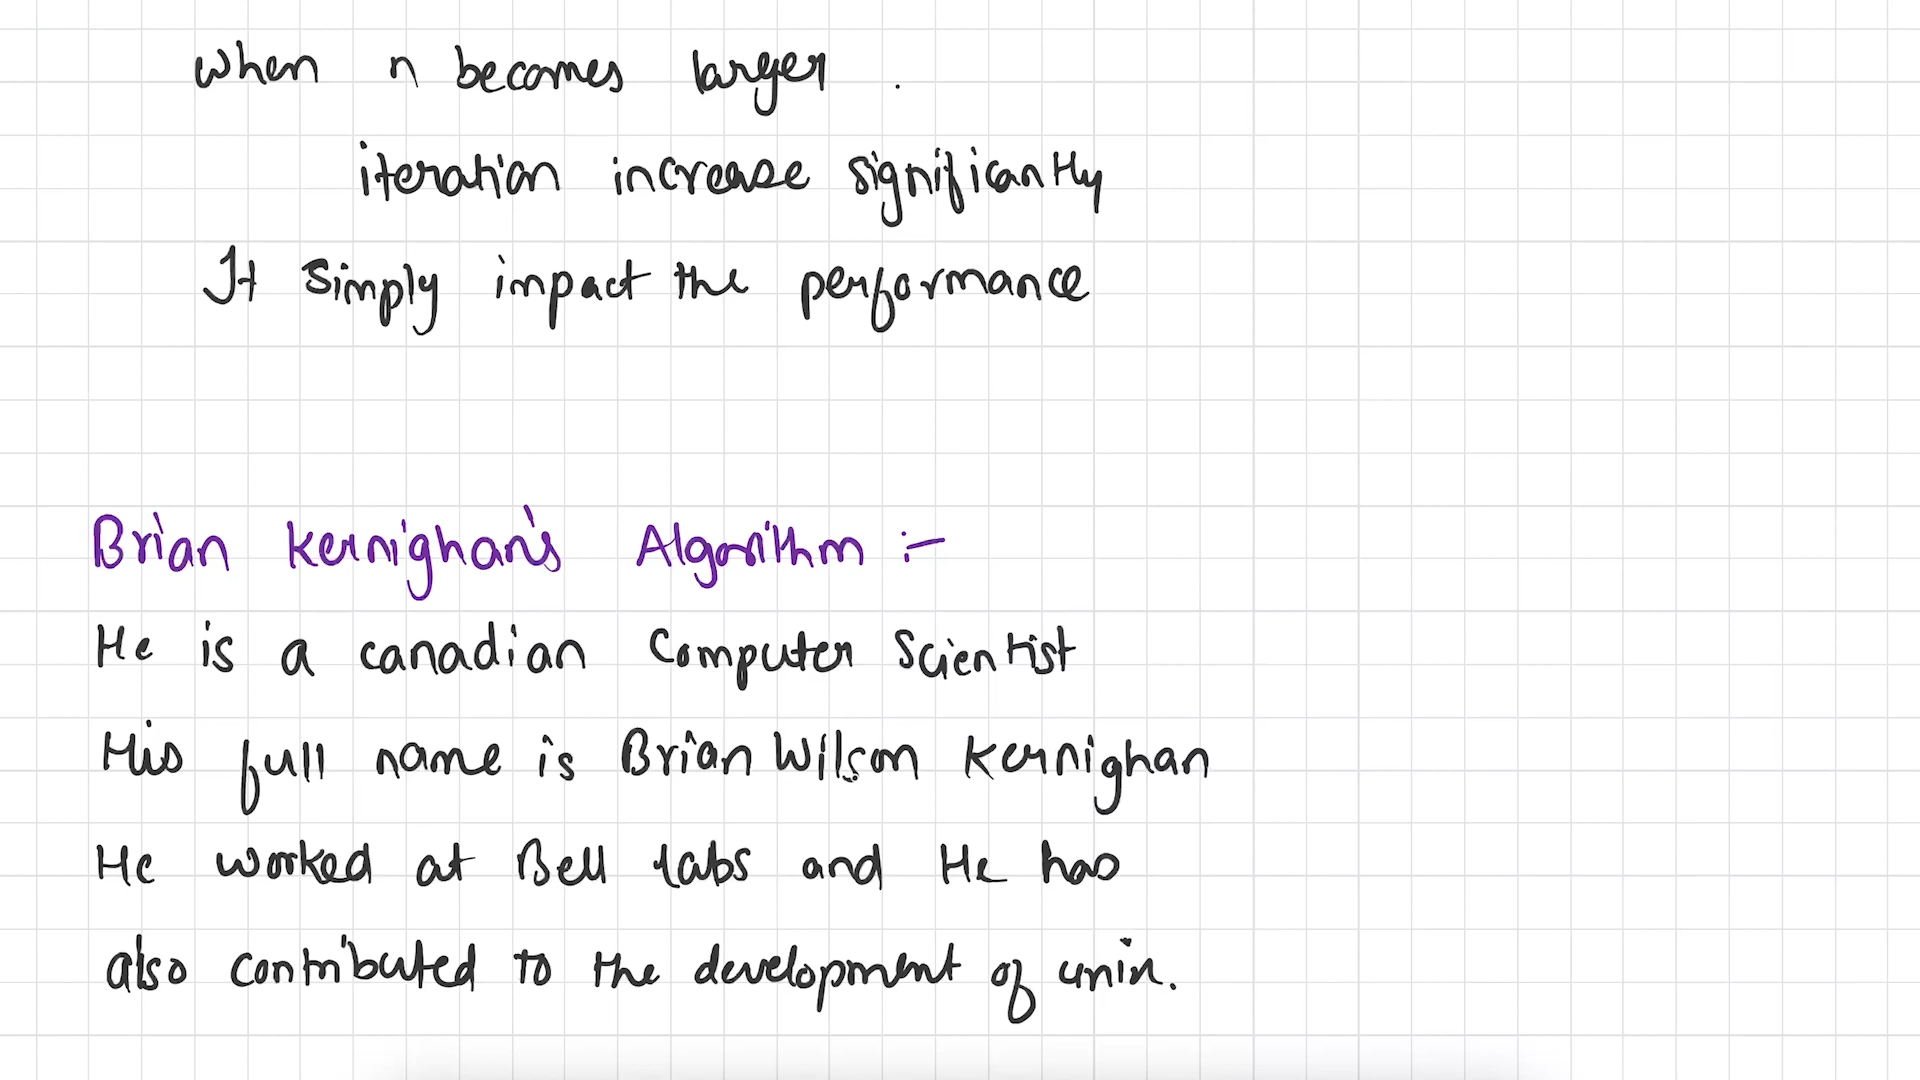 when n becomes larger .
iteration increase significantly
It simply impact the performance
Brian Kernighan's Algorithm :-
He is a canadian Computer Scientist
His full name is Brian Wilson Kernighan
He worked at Bell labs and He has
also contributed to the development of unix.